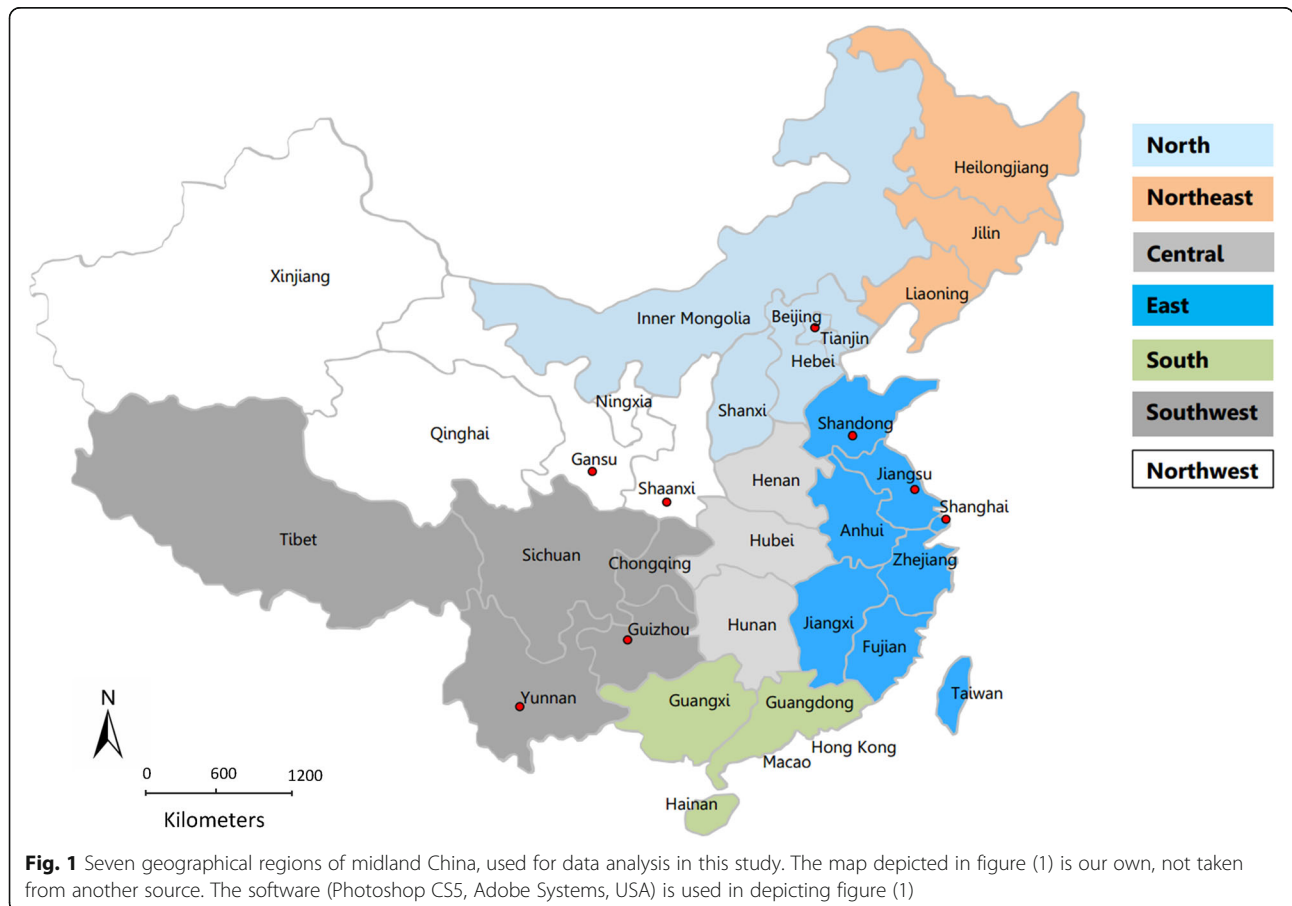 North
Northeast
Central
East
South
Southwest
Northwest
Heilongjiang
Jilin
Liaoning
Xinjiang
Inner Mongolia
Beijing
Tianjin
Hebei
Ningxia
Shanxi
Qinghai
Shandong
Gansu
Henan
Jiangsu
Shaanxi
Shanghai
Tibet
Sichuan
Chongqing
Hubei
Anhui
Zhejiang
Guizhou
Hunan
Jiangxi
Fujian
Yunnan
Guangxi
Guangdong
Taiwan
Hong Kong
Macao
Hainan
N
0 600 1200
Kilometers
Fig. 1 Seven geographical regions of midland China, used for data analysis in this study. The map depicted in figure (1) is our own, not taken
from another source. The software (Photoshop CS5, Adobe Systems, USA) is used in depicting figure (1)